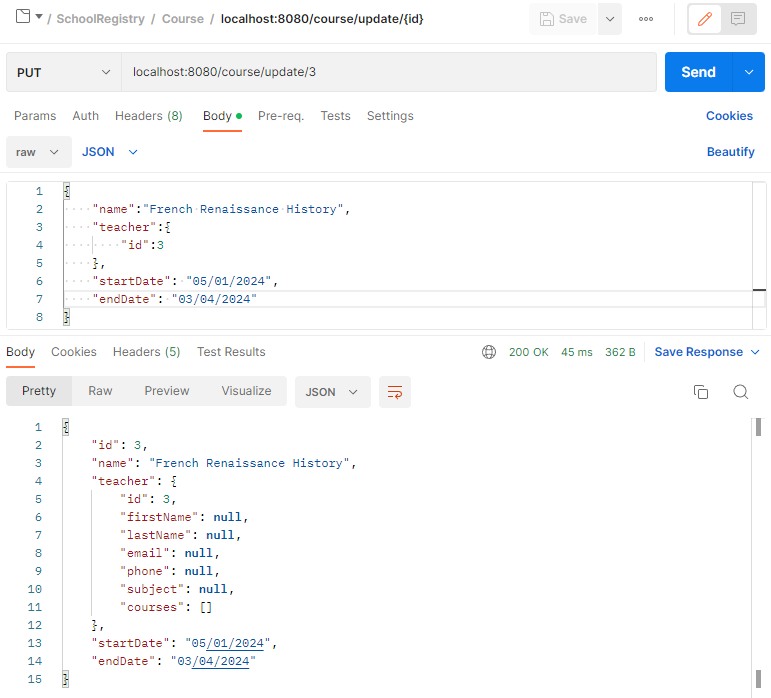 / SchoolRegistry / Course / localhost:8080/course/update/{id}
Save
PUT
localhost:8080/course/update/3
Send
Params Auth Headers (8) Body Pre-req. Tests Settings Cookies
raw JSON Beautify
1 {
2 "name":"French Renaissance History",
3 "teacher":{
4 "id":3
5 },
6 "startDate": "05/01/2024",
7 "endDate": "03/04/2024"
8 }
Body Cookies Headers (5) Test Results 200 OK 45 ms 362 B Save Response
Pretty Raw Preview Visualize JSON
1 {
2 "id": 3,
3 "name": "French Renaissance History",
4 "teacher": {
5 "id": 3,
6 "firstName": null,
7 "lastName": null,
8 "email": null,
9 "phone": null,
10 "subject": null,
11 "courses": []
12 },
13 "startDate": "05/01/2024",
14 "endDate": "03/04/2024"
15 }